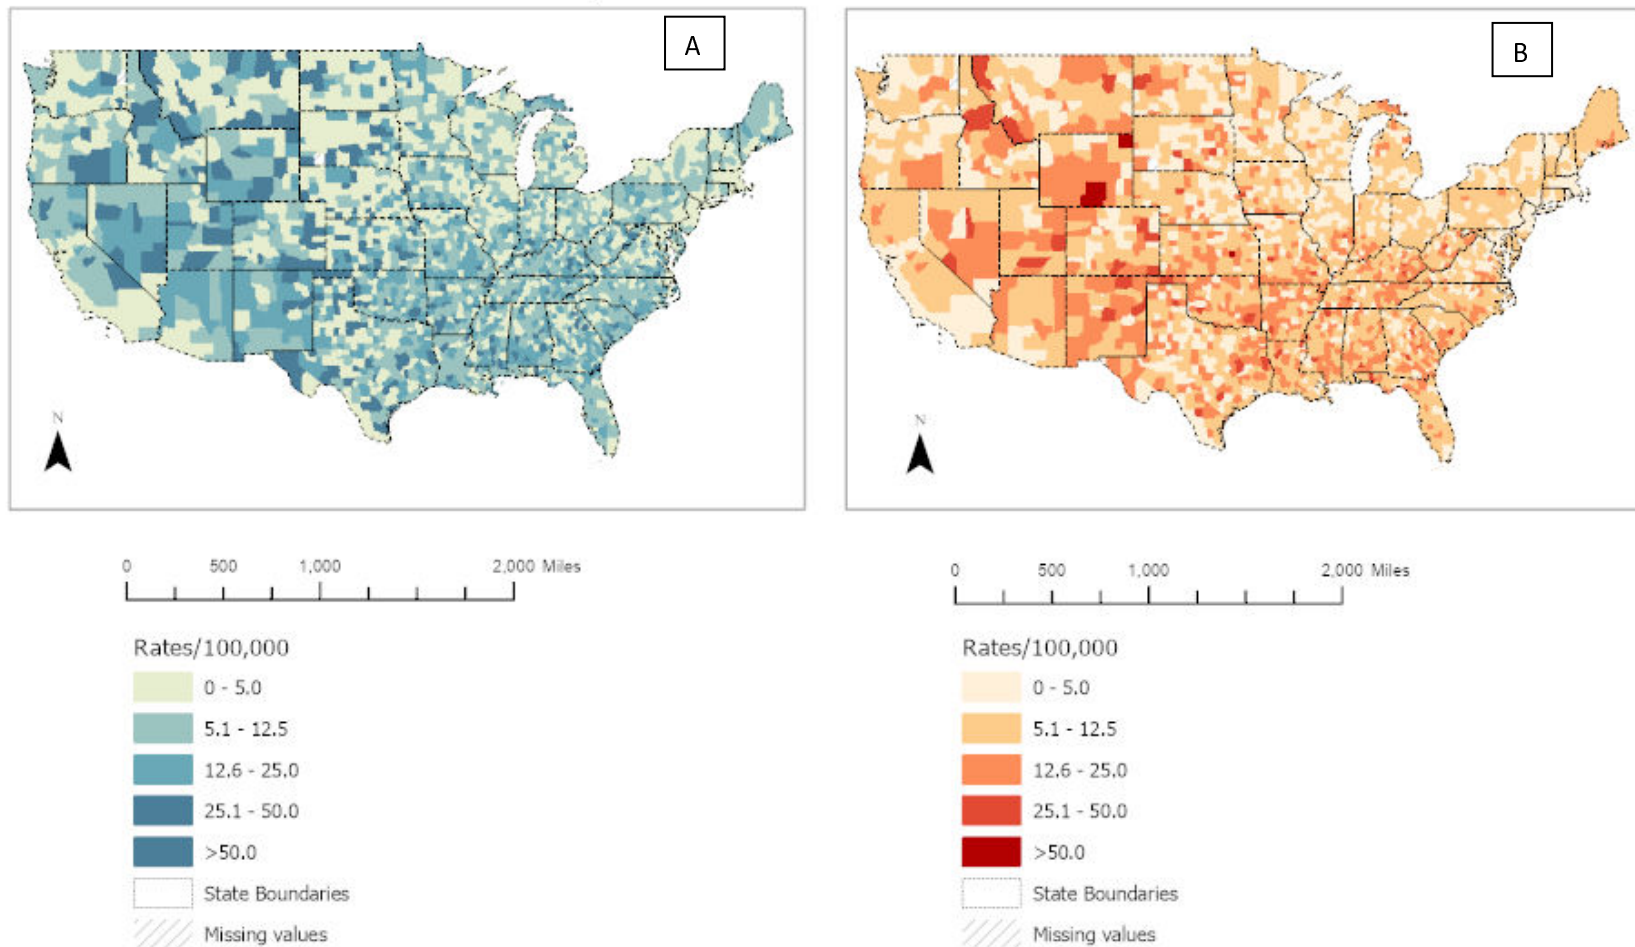 A
N
0 500 1,000 2,000 Miles
Rates/100,000
0 - 5.0
5.1 - 12.5
12.6 - 25.0
25.1 - 50.0
>50.0
State Boundaries
Missing values
B
N
0 500 1,000 2,000 Miles
Rates/100,000
0 - 5.0
5.1 - 12.5
12.6 - 25.0
25.1 - 50.0
>50.0
State Boundaries
Missing values